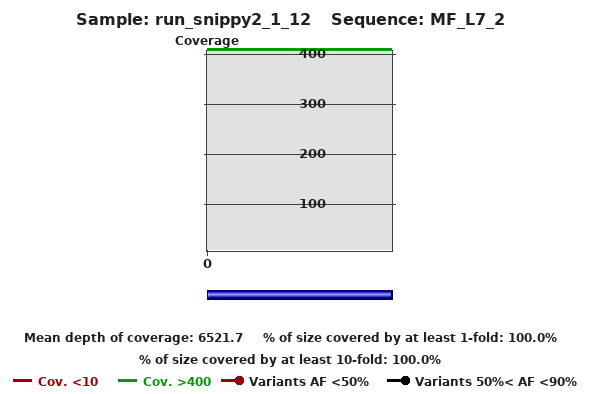 Sample: run_snippy2_1_12 Sequence: MF_L7_2
Coverage
400
300
200
100
0
Mean depth of coverage: 6521.7 % of size covered by at least 1-fold: 100.0%
% of size covered by at least 10-fold: 100.0%
Cov. <10 Cov. >400 Variants AF <50% Variants 50%< AF <90%